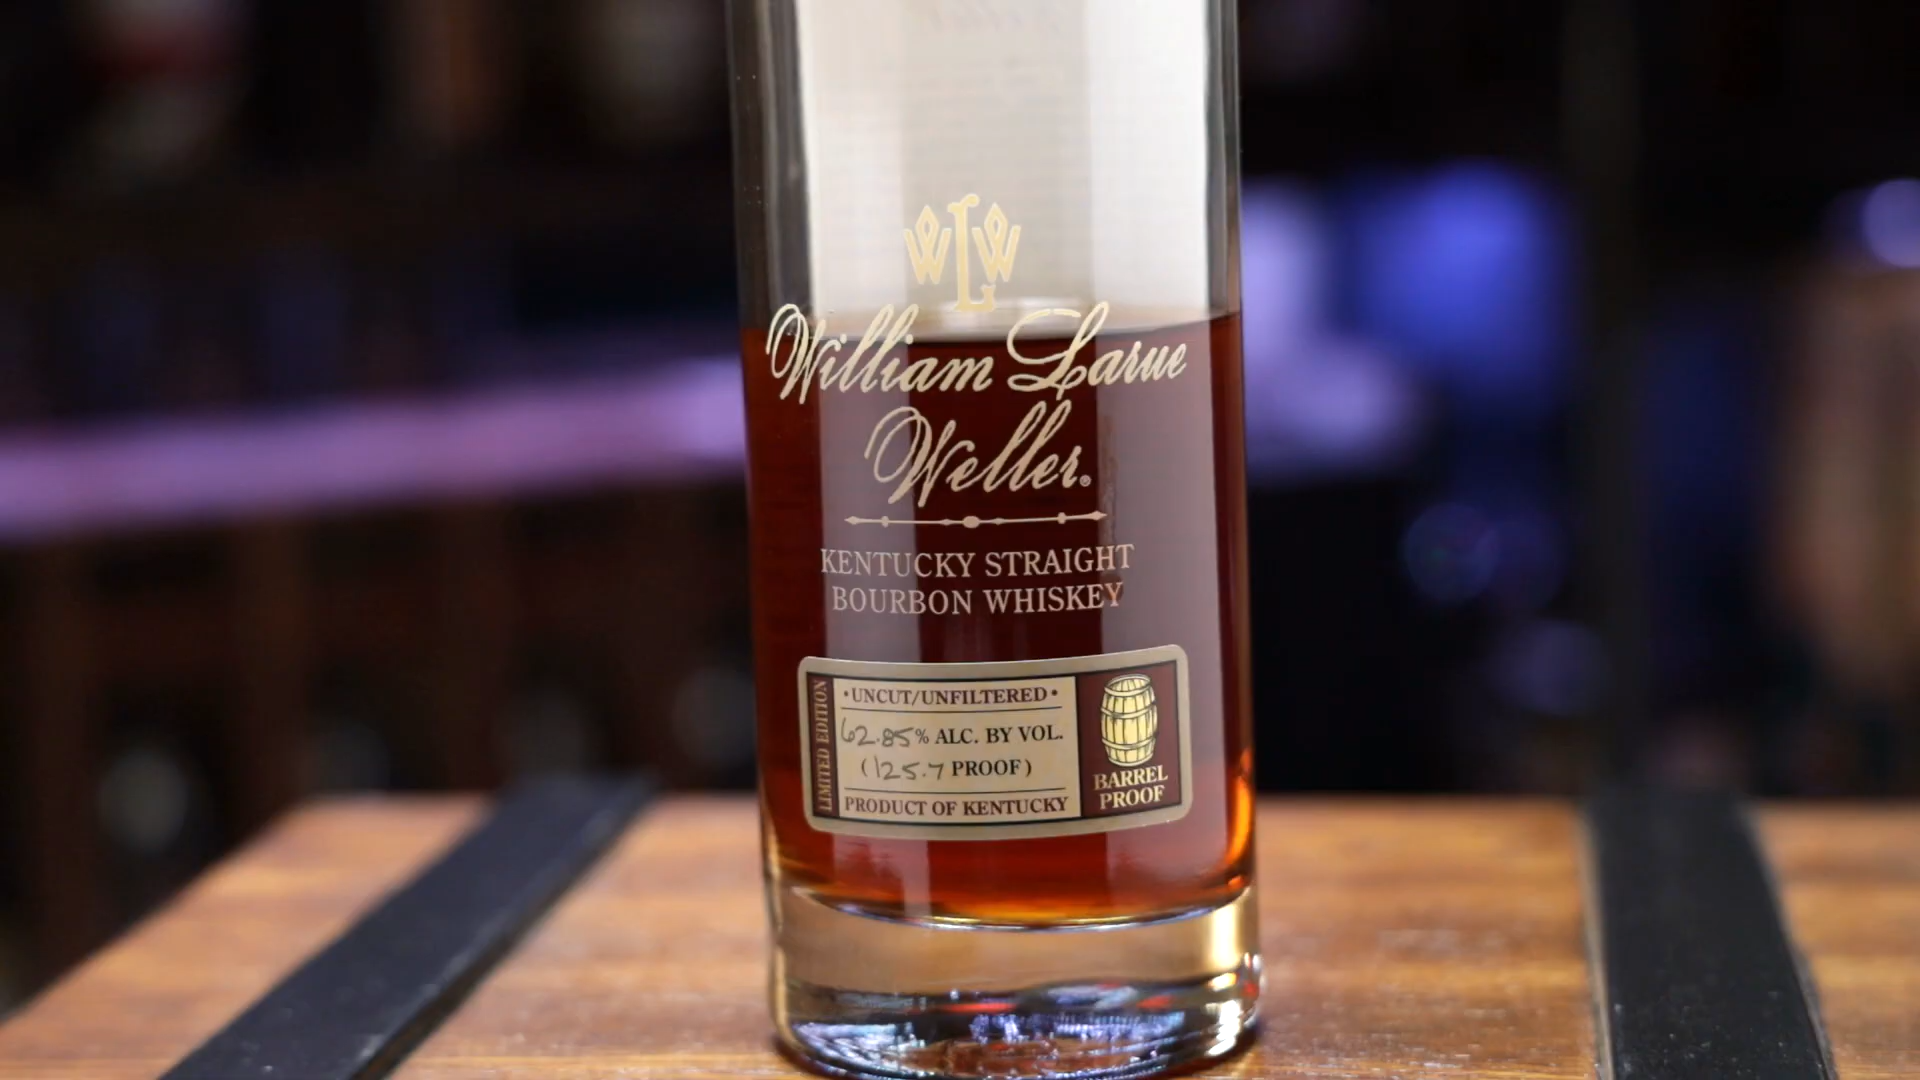 WLW
William Larue
Weller®
KENTUCKY STRAIGHT
BOURBON WHISKEY
LIMITED EDITION
•UNCUT/UNFILTERED•
62.85% ALC. BY VOL.
(125.7 PROOF)
PRODUCT OF KENTUCKY
BARREL
PROOF